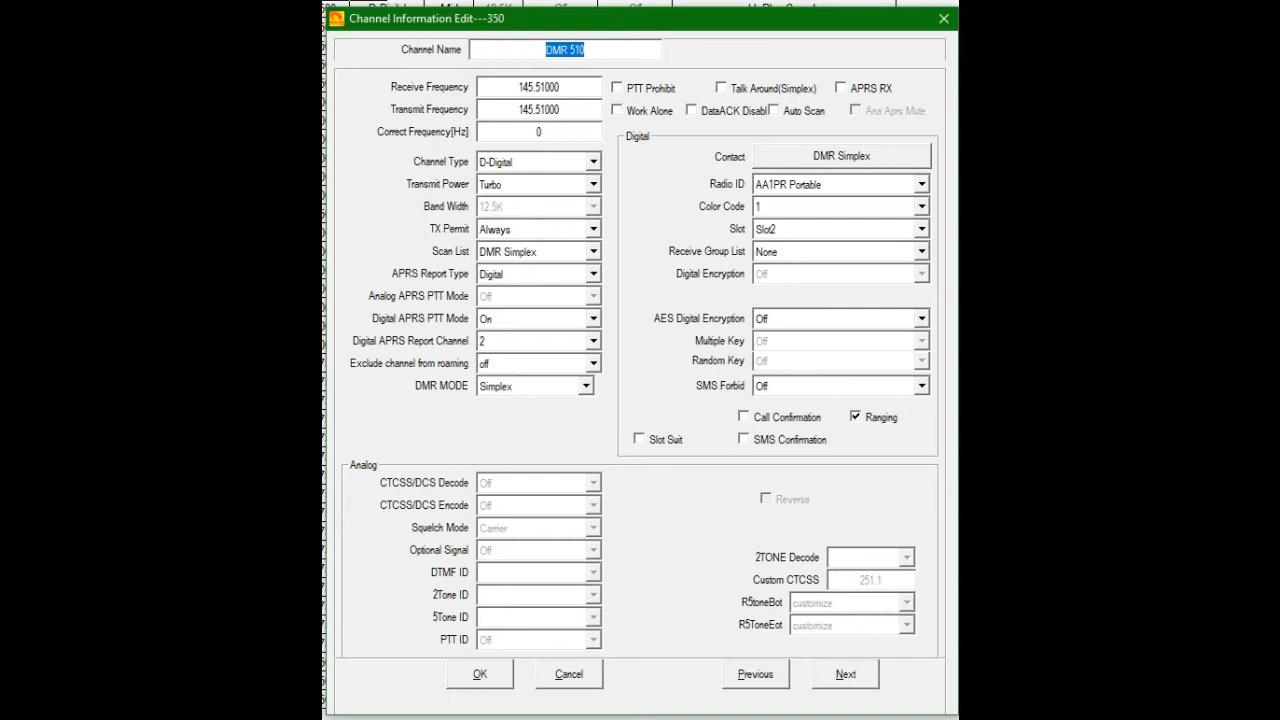 Channel Information Edit---350
Channel Name DMR 510
Receive Frequency 145.51000 PTT Prohibit Talk Around(Simplex) APRS RX
Transmit Frequency 145.51000 Work Alone DataACK Disabl Auto Scan Ana Aprs Mute
Correct Frequency[Hz] 0
Digital
Contact DMR Simplex
Channel Type D-Digital
Transmit Power Turbo Radio ID AA1PR Portable
Band Width 12.5K Color Code 1
TX Permit Always Slot Slot2
Scan List DMR Simplex Receive Group List None
APRS Report Type Digital Digital Encryption Off
Analog APRS PTT Mode Off
Digital APRS PTT Mode On AES Digital Encryption Off
Digital APRS Report Channel 2 Multiple Key Off
Exclude channel from roaming off Random Key Off
DMR MODE Simplex SMS Forbid Off
Call Confirmation Ranging
Slot Suit SMS Confirmation
Analog
CTCSS/DCS Decode Off
CTCSS/DCS Encode Off Reverse
Squelch Mode Carrier
Optional Signal Off 2TONE Decode
DTMF ID Custom CTCSS 251.1
2Tone ID R5toneBot customize
5Tone ID R5ToneEot customize
PTT ID Off
OK Cancel Previous Next